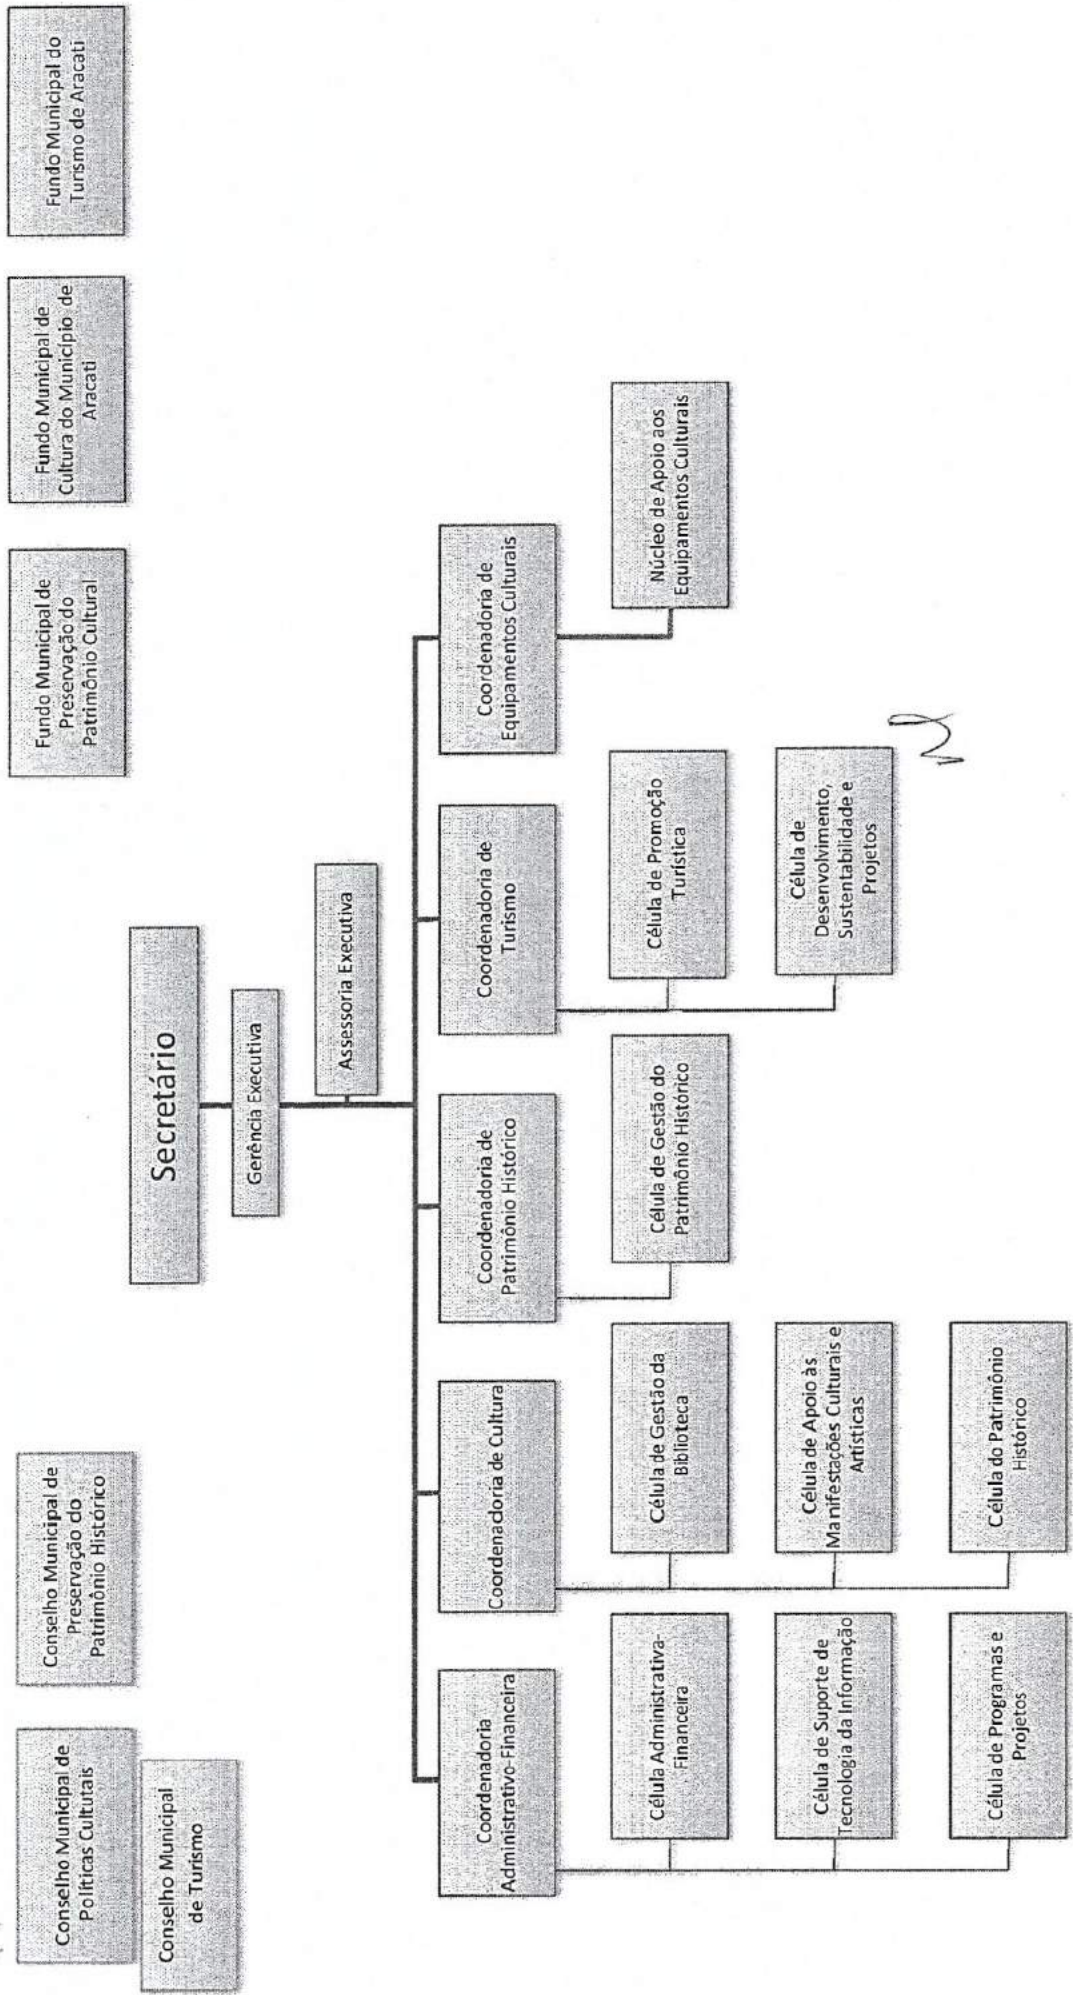 Conselho Municipal de
Políticas Cultutais
Conselho Municipal de
Preservação do
Patrimônio Histórico
Conselho Municipal
de Turismo
Fundo Municipal de
Preservação do
Patrimônio Cultural
Fundo Municipal de
Cultura do Município de
Aracati
Fundo Municipal do
Turismo de Aracati
Secretário
Gerência Executiva
Assessoria Executiva
Coordenadoria
Administrativo-Financeira
Coordenadoria de Cultura
Coordenadoria de
Patrimônio Histórico
Coordenadoria de
Turismo
Coordenadoria de
Equipamentos Culturais
Célula Administrativa-
Financeira
Célula de Gestão da
Biblioteca
Célula de Gestão do
Patrimônio Histórico
Célula de Promoção
Turística
Núcleo de Apoio aos
Equipamentos Culturais
Célula de Suporte de
Tecnologia da Informação
Célula de Apoio às
Manifestações Culturais e
Artísticas
Célula de
Desenvolvimento,
Sustentabilidade e
Projetos
Célula de Programas e
Projetos
Célula do Patrimônio
Histórico